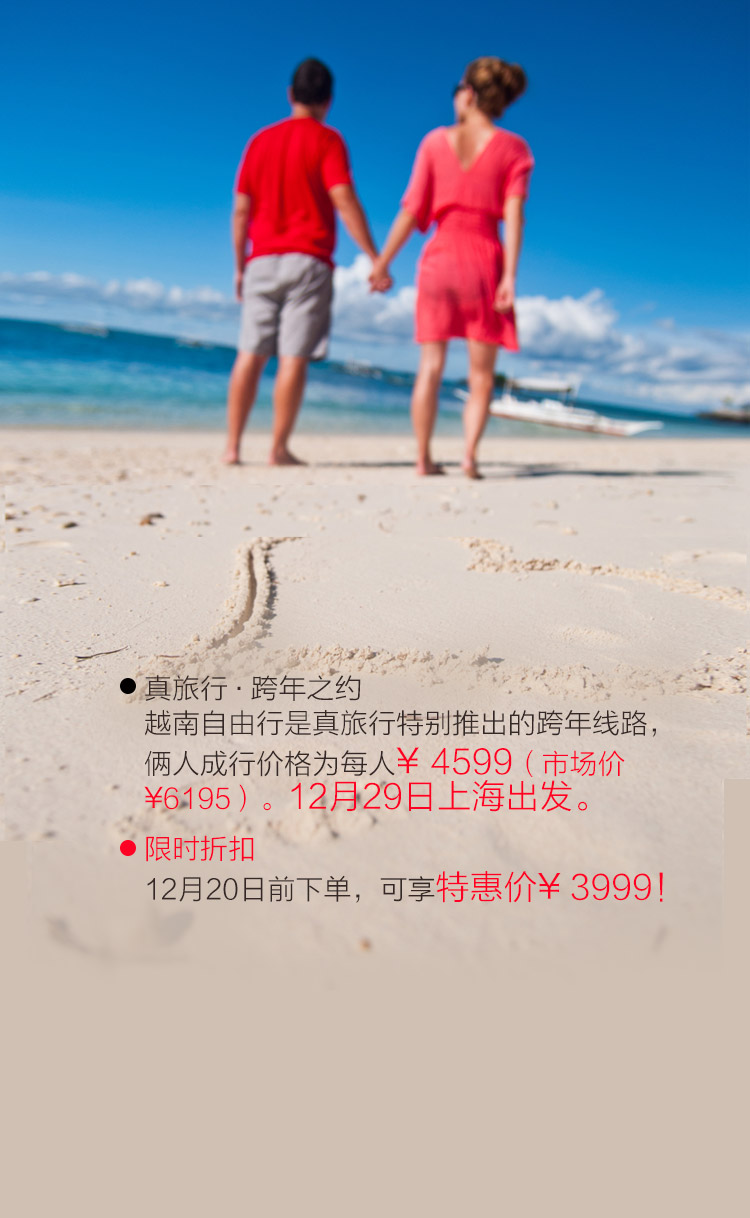 ● 真旅行·跨年之约
越南自由行是真旅行特别推出的跨年线路，
俩人成行价格为每人¥ 4599（市场价
¥6195）。12月29日上海出发。
● 限时折扣
12月20日前下单，可享特惠价¥ 3999！